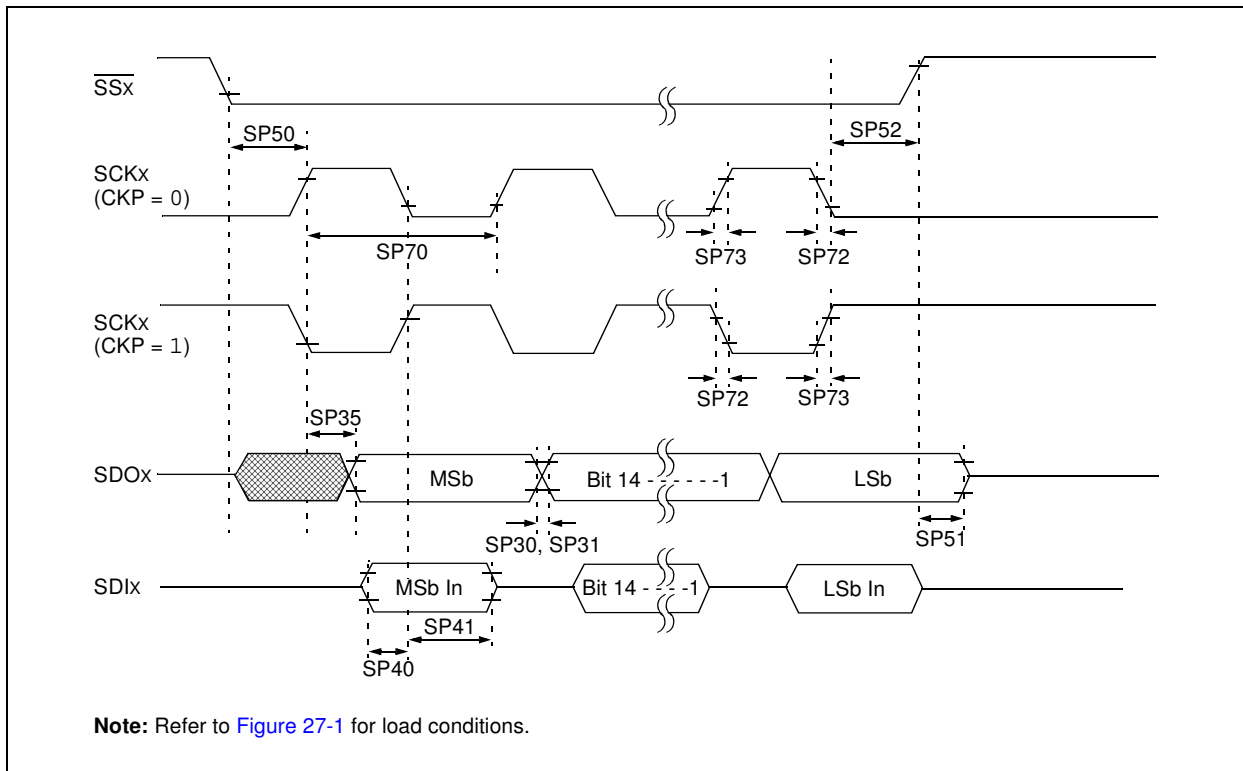 SSx
SP50
SP52
SCKx
(CKP = 0)
SP70
SP73
SP72
SCKx
(CKP = 1)
SP72
SP73
SP35
SDOx
MSb
Bit 14 - - - - - - -1
LSb
SP30, SP31
SP51
SDIx
MSb In
Bit 14 - - - - -1
LSb In
SP41
SP40
Note: Refer to Figure 27-1 for load conditions.